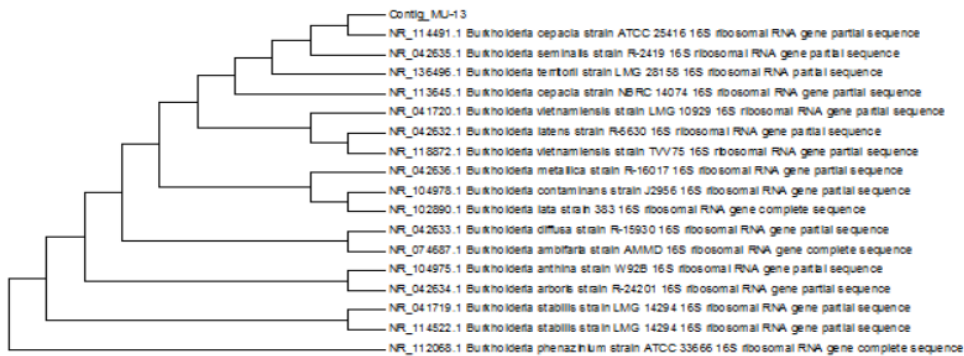 Contig_MU-13
NR_114491.1 Burkholderia cepacia strain ATCC 25416 16S ribosomal RNA gene partial sequence
NR_042635.1 Burkholderia seminalis strain R-2419 16S ribosomal RNA gene partial sequence
NR_136496.1 Burkholderia territorii strain LMG 28158 16S ribosomal RNA partial sequence
NR_113645.1 Burkholderia cepacia strain NBRC 14074 16S ribosomal RNA gene partial sequence
NR_041720.1 Burkholderia vietnamiensis strain LMG 10929 16S ribosomal RNA gene partial sequence
NR_042632.1 Burkholderia latens strain R-5630 16S ribosomal RNA gene partial sequence
NR_118872.1 Burkholderia vietnamiensis strain TVV75 16S ribosomal RNA gene partial sequence
NR_042636.1 Burkholderia metallica strain R-16017 16S ribosomal RNA gene partial sequence
NR_104978.1 Burkholderia contaminans strain J2956 16S ribosomal RNA gene partial sequence
NR_102890.1 Burkholderia lata strain 383 16S ribosomal RNA gene complete sequence
NR_042633.1 Burkholderia diffusa strain R-15930 16S ribosomal RNA gene partial sequence
NR_074687.1 Burkholderia ambifaria strain AMMD 16S ribosomal RNA gene complete sequence
NR_104975.1 Burkholderia anthina strain W92B 16S ribosomal RNA gene partial sequence
NR_042634.1 Burkholderia arboris strain R-24201 16S ribosomal RNA gene partial sequence
NR_041719.1 Burkholderia stabilis strain LMG 14294 16S ribosomal RNA gene partial sequence
NR_114522.1 Burkholderia stabilis strain LMG 14294 16S ribosomal RNA gene partial sequence
NR_112068.1 Burkholderia phenazinium strain ATCC 33666 16S ribosomal RNA gene complete sequence